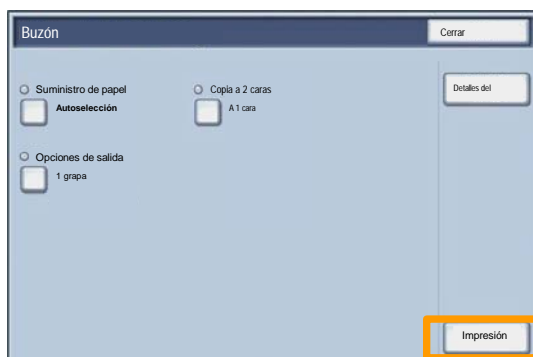 Buzón
Cerrar
Suministro de papel
Autoselección
Copia a 2 caras
A 1 cara
Detalles del
Opciones de salida
1 grapa
Impresión